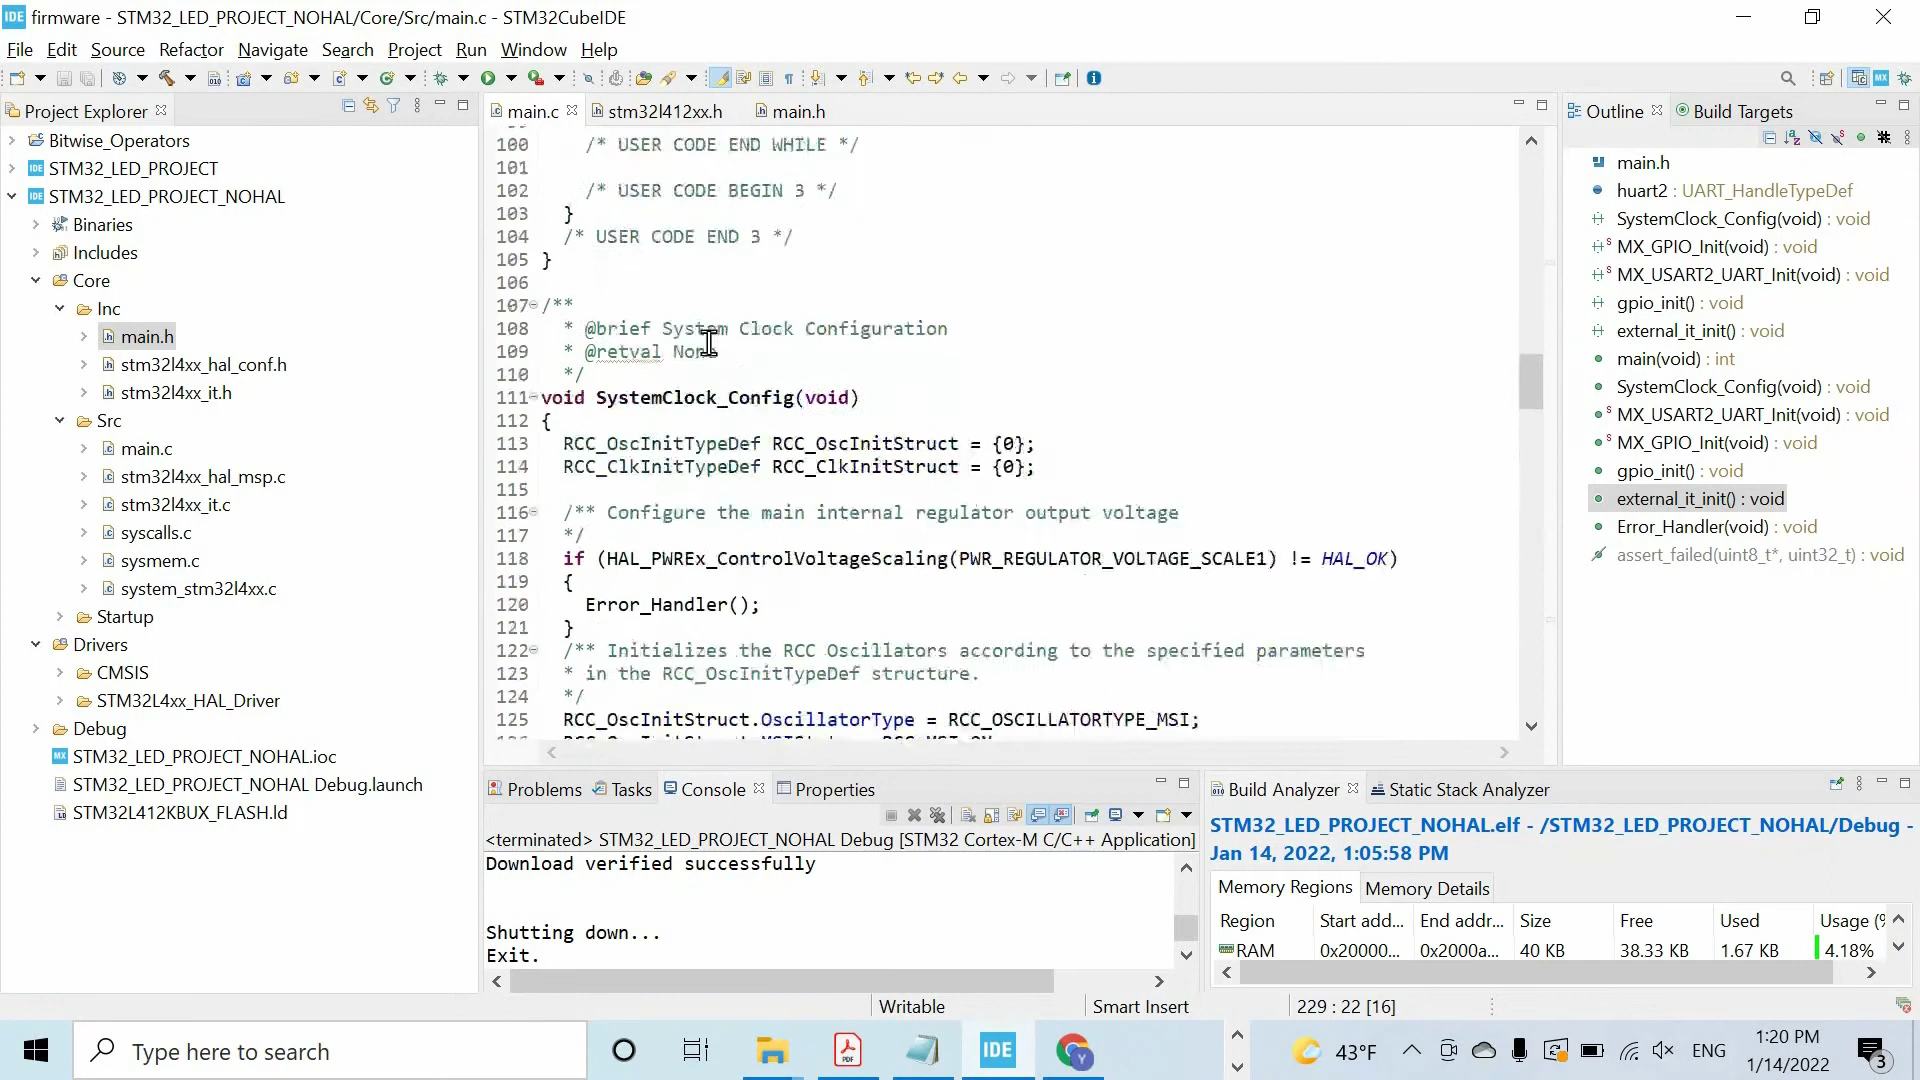 IDE firmware - STM32_LED_PROJECT_NOHAL/Core/Src/main.c - STM32CubeIDE
File Edit Source Refactor Navigate Search Project Run Window Help
Project Explorer
Bitwise_Operators
STM32_LED_PROJECT
STM32_LED_PROJECT_NOHAL
Binaries
Includes
Core
Inc
main.h
stm32l4xx_hal_conf.h
stm32l4xx_it.h
Src
main.c
stm32l4xx_hal_msp.c
stm32l4xx_it.c
syscalls.c
sysmem.c
system_stm32l4xx.c
Startup
Drivers
CMSIS
STM32L4xx_HAL_Driver
Debug
STM32_LED_PROJECT_NOHAL.ioc
STM32_LED_PROJECT_NOHAL Debug.launch
STM32L412KBUX_FLASH.ld
main.c stm32l412xx.h main.h
100 /* USER CODE END WHILE */
101
102 /* USER CODE BEGIN 3 */
103 }
104 /* USER CODE END 3 */
105 }
106
107 /**
108 * @brief System Clock Configuration
109 * @retval None
110 */
111 void SystemClock_Config(void)
112 {
113 RCC_OscInitTypeDef RCC_OscInitStruct = {0};
114 RCC_ClkInitTypeDef RCC_ClkInitStruct = {0};
115
116 /** Configure the main internal regulator output voltage
117 */
118 if (HAL_PWREx_ControlVoltageScaling(PWR_REGULATOR_VOLTAGE_SCALE1) != HAL_OK)
119 {
120 Error_Handler();
121 }
122 /** Initializes the RCC Oscillators according to the specified parameters
123 * in the RCC_OscInitTypeDef structure.
124 */
125 RCC_OscInitStruct.OscillatorType = RCC_OSCILLATORTYPE_MSI;
Outline Build Targets
main.h
huart2 : UART_HandleTypeDef
SystemClock_Config(void) : void
MX_GPIO_Init(void) : void
MX_USART2_UART_Init(void) : void
gpio_init() : void
external_it_init() : void
main(void) : int
SystemClock_Config(void) : void
MX_USART2_UART_Init(void) : void
MX_GPIO_Init(void) : void
gpio_init() : void
external_it_init() : void
Error_Handler(void) : void
assert_failed(uint8_t*, uint32_t) : void
Problems Tasks Console Properties
<terminated> STM32_LED_PROJECT_NOHAL Debug [STM32 Cortex-M C/C++ Application]
Download verified successfully
Shutting down...
Exit.
Build Analyzer Static Stack Analyzer
STM32_LED_PROJECT_NOHAL.elf - /STM32_LED_PROJECT_NOHAL/Debug -
Jan 14, 2022, 1:05:58 PM
Memory Regions Memory Details
Region Start add... End addr... Size Free Used Usage (%
RAM 0x20000... 0x2000a... 40 KB 38.33 KB 1.67 KB 4.18%
Writable Smart Insert 229 : 22 [16]
Type here to search
IDE
43°F
ENG
1:20 PM
1/14/2022
3